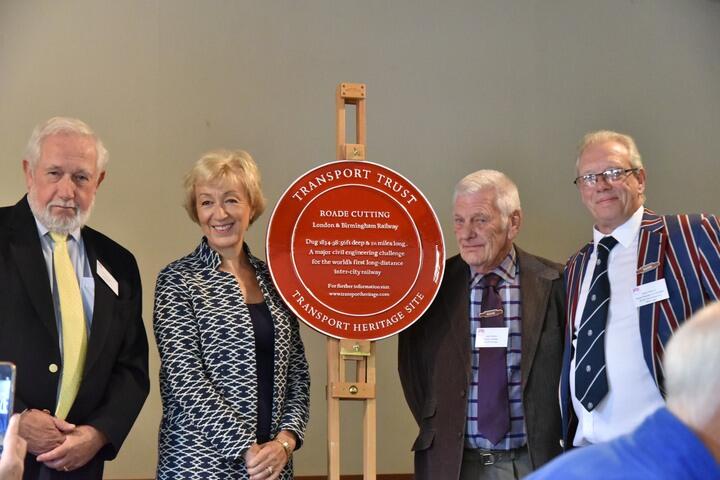 TRANSPORT TRUST
ROADE CUTTING
London & Birmingham Railway
Dug 1834-38: 50ft deep & 1½ miles long.
A major civil engineering challenge
for the world's first long-distance
inter-city railway
For further information visit:
www.transportheritage.com
TRANSPORT HERITAGE SITE